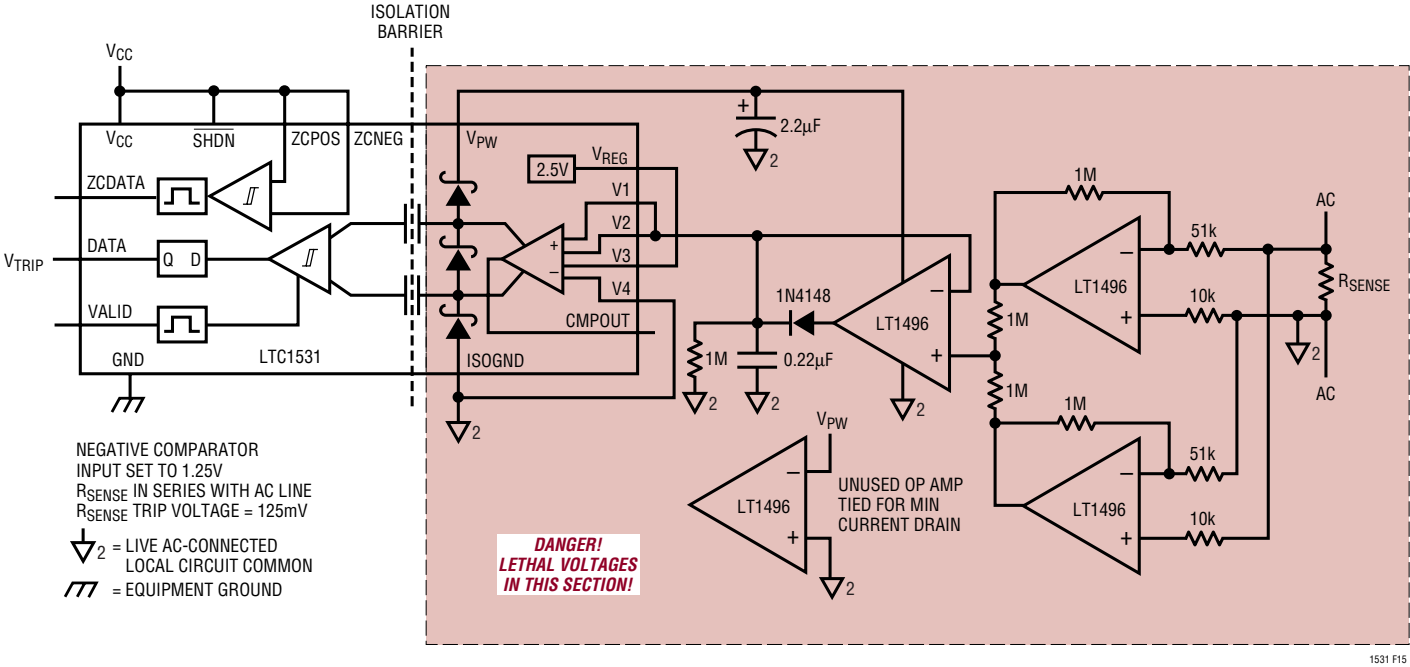 ISOLATION
BARRIER
VCC
VCC
SHDN
ZCPOS
ZCNEG
VPW
+
2.2µF
2
2.5V
VREG
ZCDATA
V1
V2
V3
V4
+
–
DATA
VTRIP
Q D
VALID
CMPOUT
GND
LTC1531
ISOGND
2
1N4148
1M
2
0.22µF
2
LT1496
–
+
2
1M
1M
1M
LT1496
–
+
51k
10k
AC
RSENSE
2
AC
1M
LT1496
–
+
51k
10k
VPW
LT1496
–
+
2
UNUSED OP AMP
TIED FOR MIN
CURRENT DRAIN
NEGATIVE COMPARATOR
INPUT SET TO 1.25V
RSENSE IN SERIES WITH AC LINE
RSENSE TRIP VOLTAGE = 125mV
2 = LIVE AC-CONNECTED
LOCAL CIRCUIT COMMON
= EQUIPMENT GROUND
DANGER!
LETHAL VOLTAGES
IN THIS SECTION!
1531 F15